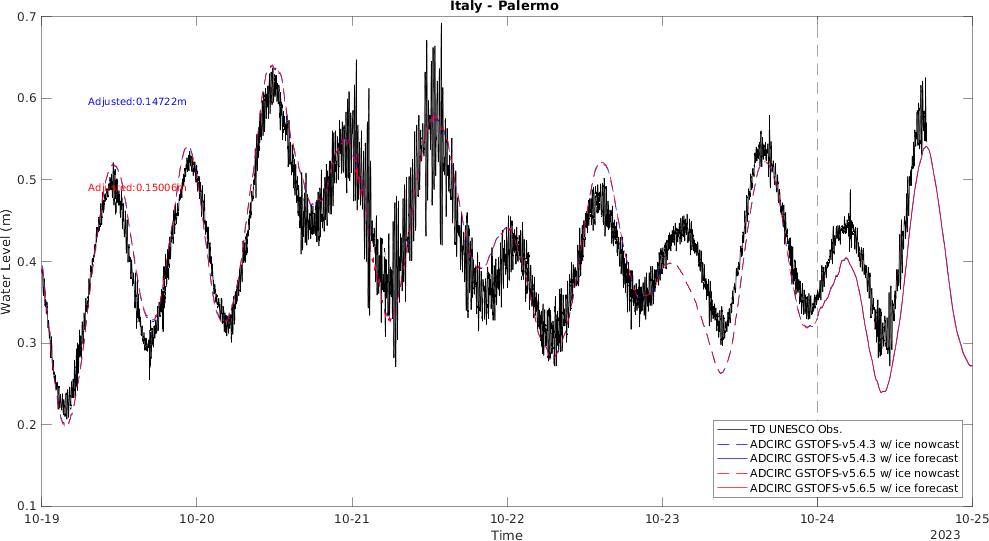 Italy - Palermo
0.7
0.6
0.5
0.4
0.3
0.2
0.1
Water Level (m)
Adjusted:0.14722m
Adjusted:0.15006m
TD UNESCO Obs.
ADCIRC GSTOFS-v5.4.3 w/ ice nowcast
ADCIRC GSTOFS-v5.4.3 w/ ice forecast
ADCIRC GSTOFS-v5.6.5 w/ ice nowcast
ADCIRC GSTOFS-v5.6.5 w/ ice forecast
10-19 10-20 10-21 10-22 10-23 10-24 10-25
Time
2023